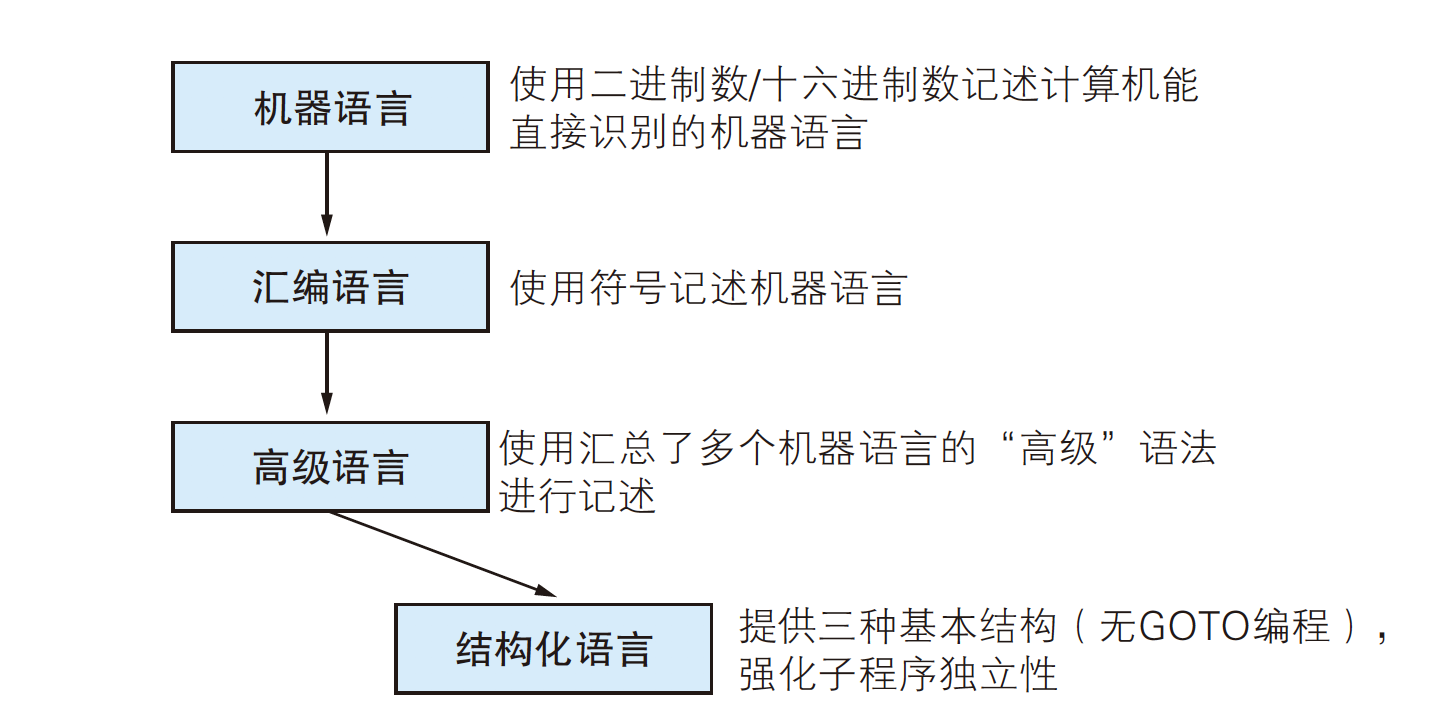 机器语言
使用二进制数/十六进制数记述计算机能
直接识别的机器语言
汇编语言
使用符号记述机器语言
高级语言
使用汇总了多个机器语言的“高级”语法
进行记述
结构化语言
提供三种基本结构（无GOTO编程），
强化子程序独立性